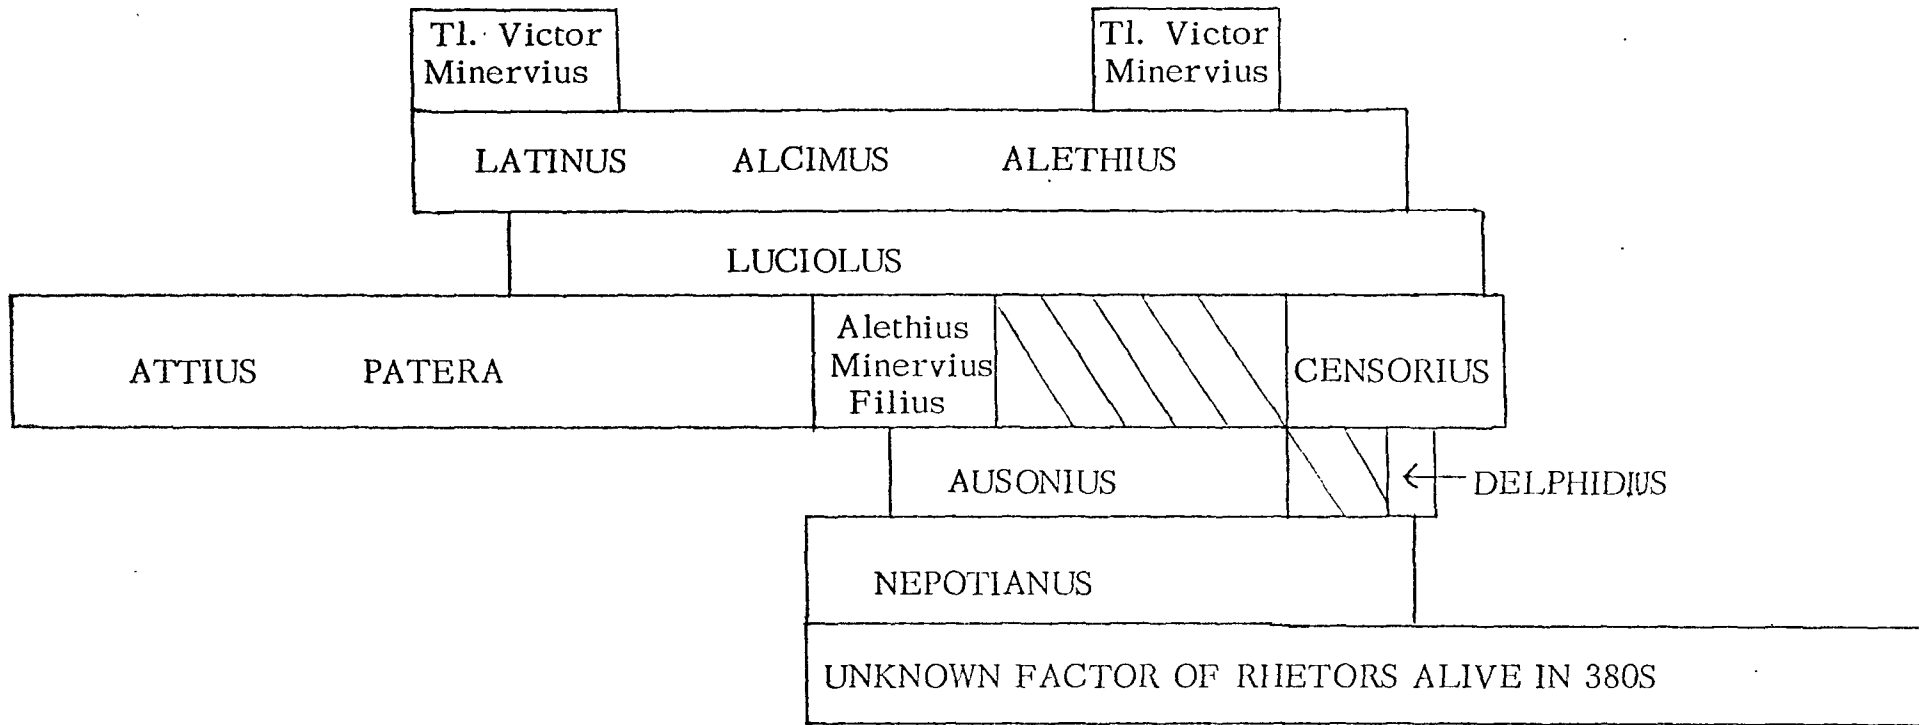 Tl. Victor
Minervius
Tl. Victor
Minervius
LATINUS ALCIMUS ALETHIUS
LUCIOLUS
ATTIUS PATERA
Alethius
Minervius
Filius
CENSORIUS
AUSONIUS
DELPHIDIUS
NEPOTIANUS
UNKNOWN FACTOR OF RHETORS ALIVE IN 380S